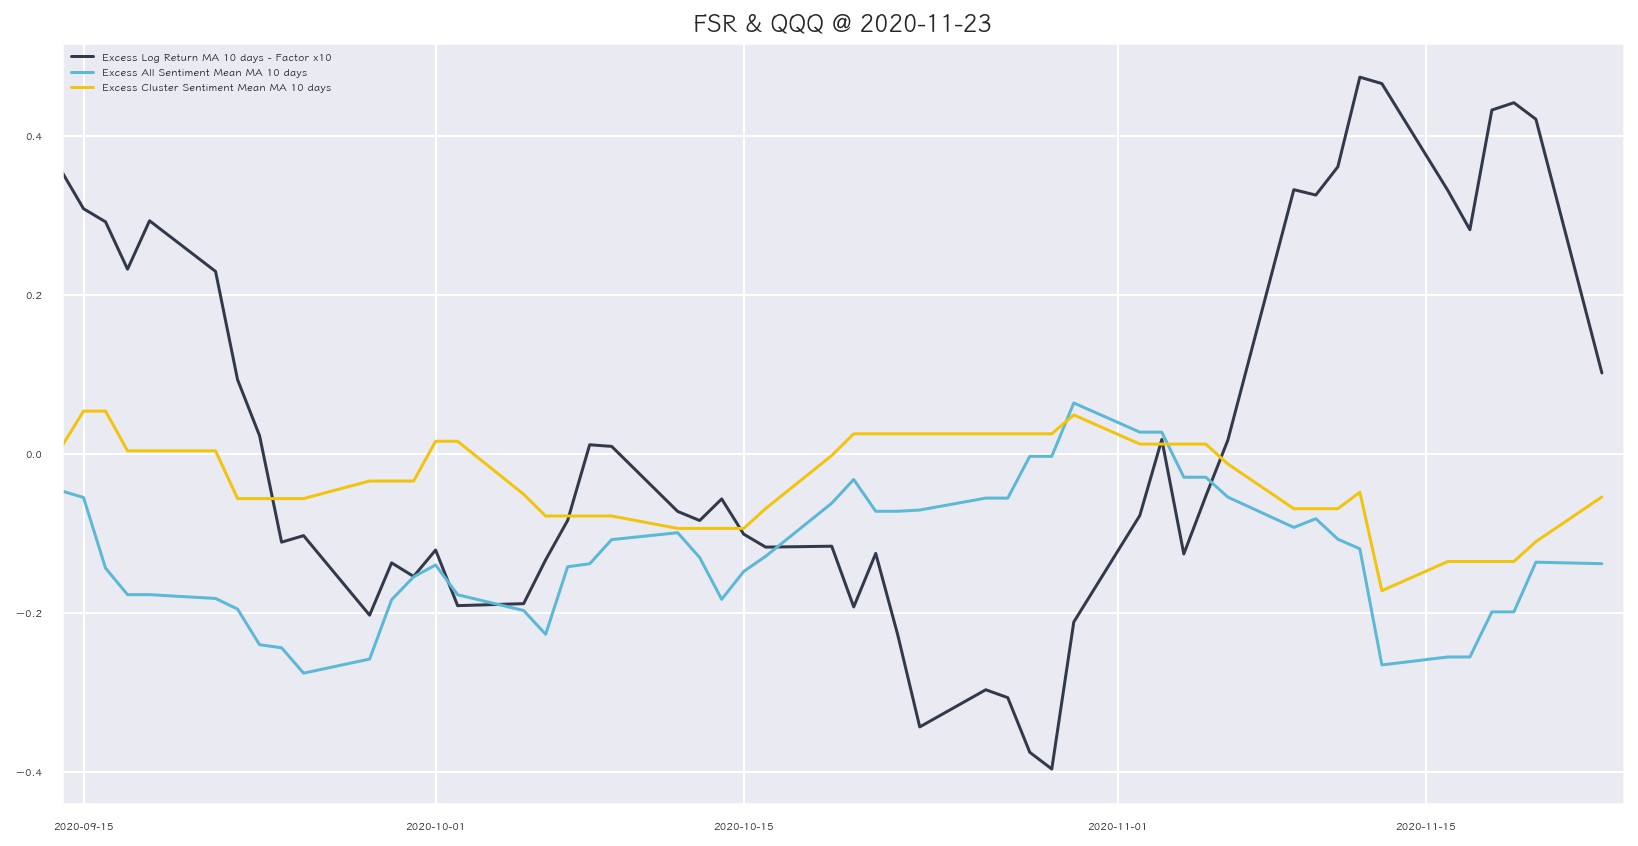 FSR & QQQ @ 2020-11-23
Excess Log Return MA 10 days - Factor x10
Excess All Sentiment Mean MA 10 days
Excess Cluster Sentiment Mean MA 10 days
0.4
0.2
0.0
−0.2
−0.4
2020-09-15
2020-10-01
2020-10-15
2020-11-01
2020-11-15